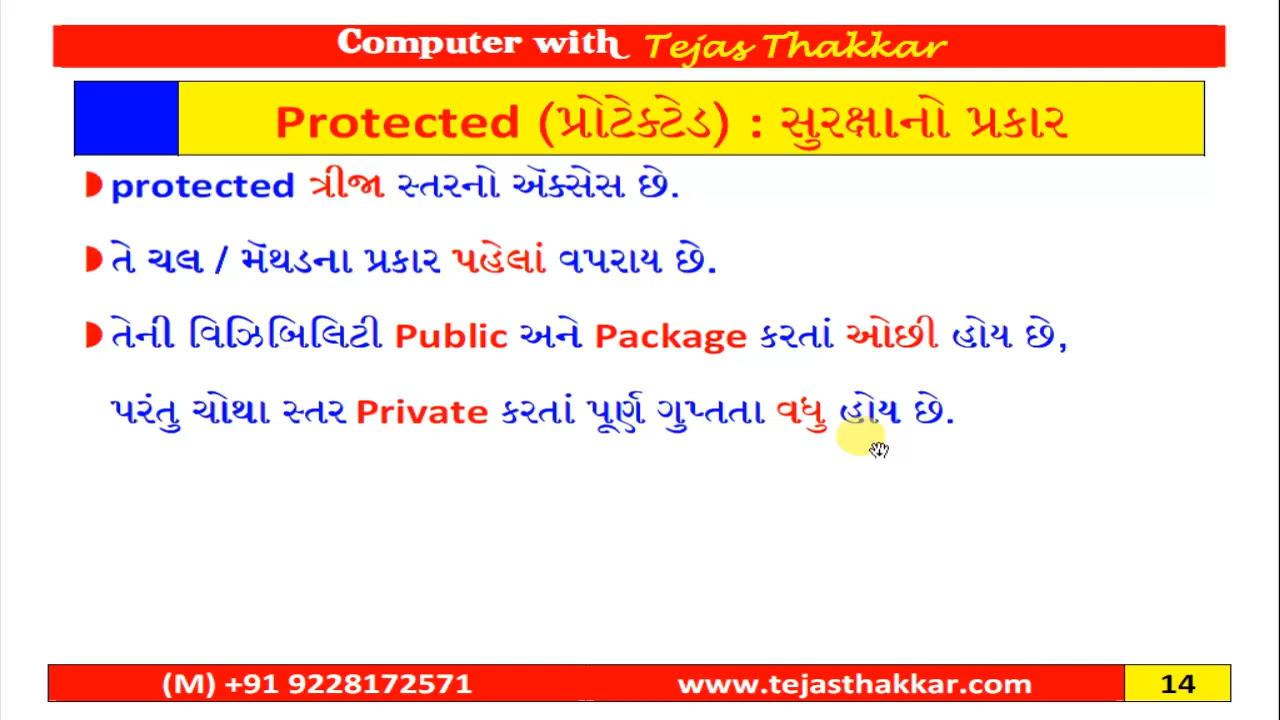 Computer with Tejas Thakkar
Protected (પ્રોટેક્ટેડ) : સુરક્ષાનો પ્રકાર
protected ત્રીજા સ્તરનો ઍક્સેસ છે.
તે ચલ / મૅથડના પ્રકાર પહેલાં વપરાય છે.
તેની વિઝિબિલિટી Public અને Package કરતાં ઓછી હોય છે,
પરંતુ ચોથા સ્તર Private કરતાં પૂર્ણ ગુપ્તતા વધુ હોય છે.
(M) +91 9228172571 www.tejasthakkar.com 14